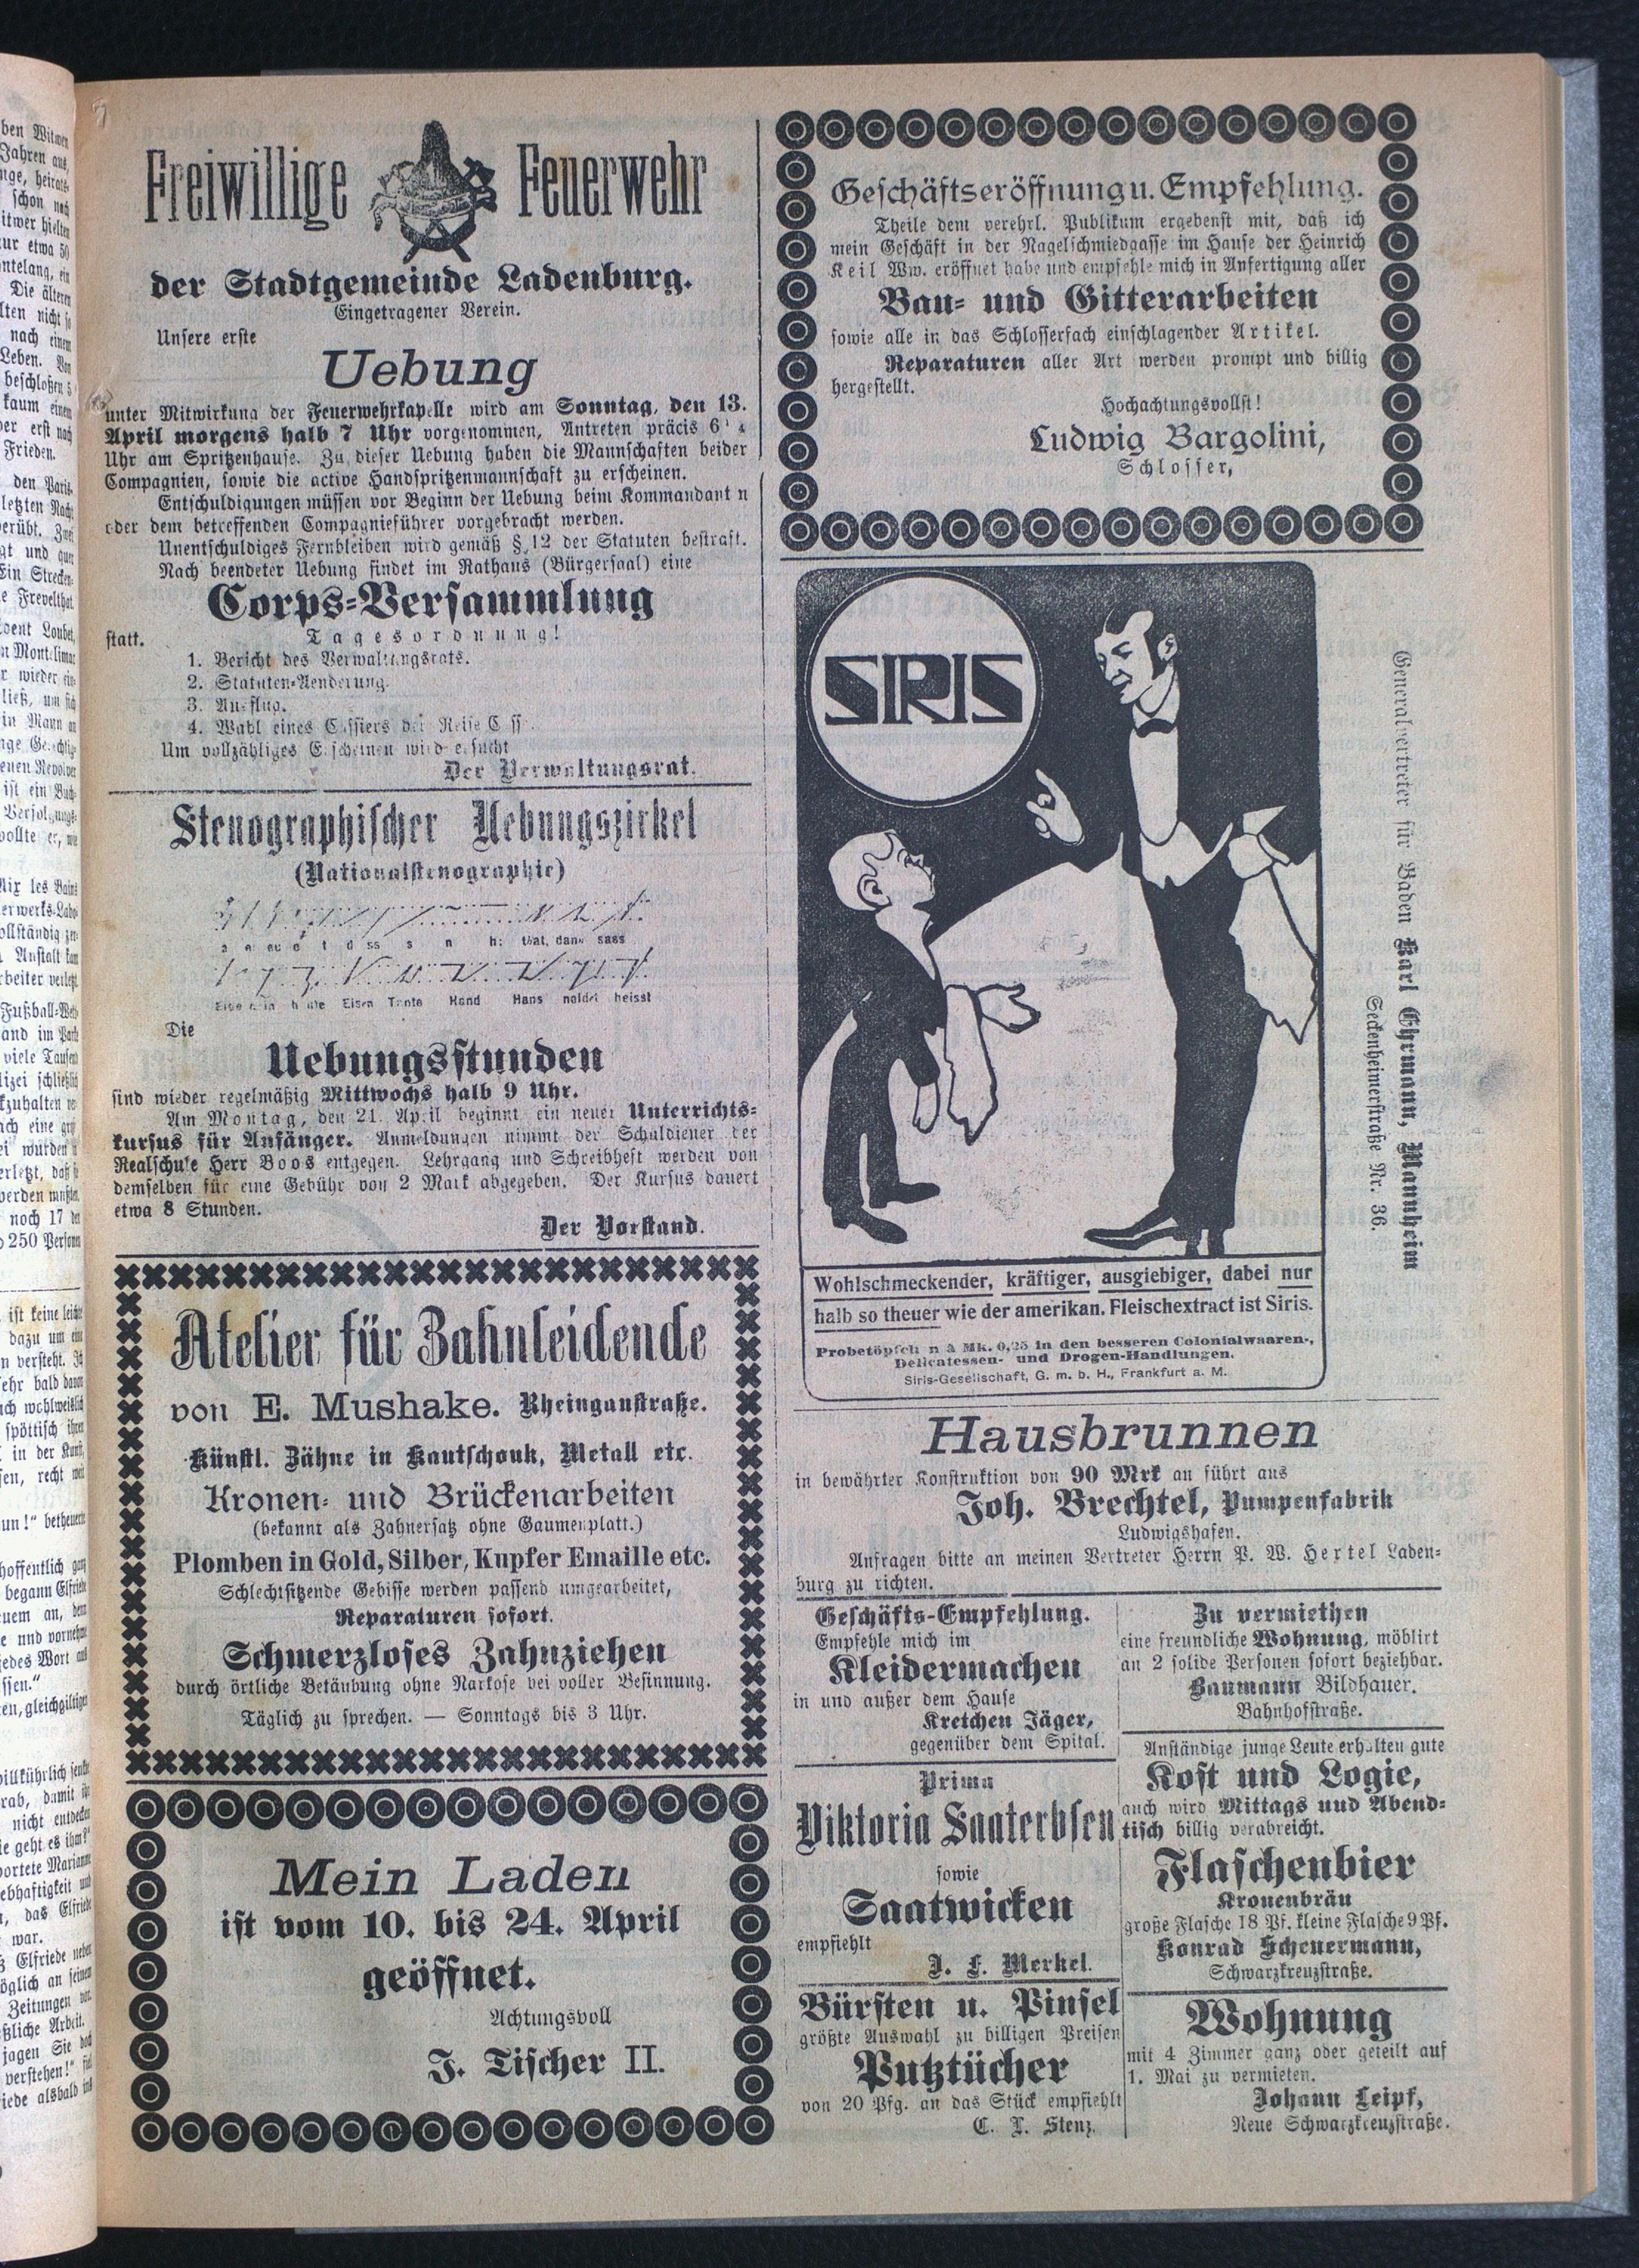 Freiwillige Feuerwehr
der Stadtgemeinde Ladenburg.
Eingetragener Verein.
Unsere erste
Uebung
unter Mitwirkung der Feuerwehrkapelle wird am Sonntag, den 13.
April morgens halb 7 Uhr vorgenommen, Antreten präcis 6
Uhr am Spritzenhause. Zu dieser Uebung haben die Mannschaften beider
Compagnien, sowie die active Handspritzenmannschaft zu erscheinen.
Entschuldigungen müssen vor Beginn der Uebung beim Kommandant n
oder dem betreffenden Compagnieführer vorgebracht werden.
Unentschuldiges Fernbleiben wird gemäß § 12 der Statuten bestraft.
Nach beendeter Uebung findet im Rathaus (Bürgersaal) eine
Corps-Versammlung
statt.
Tagesordnung!
1. Bericht des Verwaltungsrats.
2. Statuten-Aenderung.
3. Ausflug.
4. Wahl eines Cassiers der Reise
Um vollzähliges Erscheinen wird ersucht
Der Verwaltungsrat.
Stenographischer Uebungszirkel
(Nationalstenographie)
that, dann sass
Eisen Tante Hand Hans heisst
Die
Uebungsstunden
sind wieder regelmäßig Mittwochs halb 9 Uhr.
Am Montag, den 21. April beginnt ein neuer Unterrichts-
kursus für Anfänger. Anmeldungen nimmt der Schuldiener der
Realschule Herr Boos entgegen. Lehrgang und Schreibheft werden von
demselben für eine Gebühr von 2 Mark abgegeben. Der Kursus dauert
etwa 8 Stunden.
Der Vorstand.
Atelier für Zahnleidende
von E. Mushake. Rheingaustraße.
Künstl. Zähne in Kautschouk, Metall etc.
Kronen- und Brückenarbeiten
(bekannt als Zahnersatz ohne Gaumenplatt.)
Plomben in Gold, Silber, Kupfer Emaille etc.
Schlechtsitzende Gebisse werden passend umgearbeitet,
Reparaturen sofort.
Schmerzloses Zahnziehen
durch örtliche Betäubung ohne Narkose bei voller Besinnung.
Täglich zu sprechen. — Sonntags bis 3 Uhr.
Mein Laden
ist vom 10. bis 24. April
geöffnet.
Achtungsvoll
J. Tischer II.
Geschäftseröffnung u. Empfehlung.
Theile dem verehrl. Publikum ergebenst mit, daß ich
mein Geschäft in der Nagelschmiedgasse im Hause der Heinrich
Keil Ww. eröffnet habe und empfehle mich in Anfertigung aller
Bau- und Gitterarbeiten
sowie alle in das Schlosserfach einschlagender Artikel.
Reparaturen aller Art werden prompt und billig
hergestellt.
Hochachtungsvollst!
Ludwig Bargolini,
Schlosser,
SIRIS
Generalvertreter für Baden Karl Ehrmann, Mannheim
Seckenheimerstraße Nr. 36.
Wohlschmeckender, kräftiger, ausgiebiger, dabei nur
halb so theuer wie der amerikan. Fleischextract ist Siris.
Probetöpfch n à Mk. 0,25 in den besseren Colonialwaaren-,
Delicatessen- und Drogen-Handlungen.
Siris-Gesellschaft, G. m. b. H., Frankfurt a. M.
Hausbrunnen
in bewährter Konstruktion von 90 Mrk an führt aus
Joh. Brechtel, Pumpenfabrik
Ludwigshafen.
Anfragen bitte an meinen Vertreter Herrn P. W. Hertel Laden-
burg zu richten.
Geschäfts-Empfehlung.
Empfehle mich im
Kleidermachen
in und außer dem Hause
Kretchen Jäger,
gegenüber dem Spital.
Prima
Viktoria Saaterbsen
sowie
Saatwicken
empfiehlt
J. F. Merkel.
Bürsten u. Pinsel
größte Auswahl zu billigen Preisen
Putztücher
von 20 Pfg. an das Stück empfiehlt
C. L. Stenz.
Zu vermiethen
eine freundliche Wohnung, möblirt
an 2 solide Personen sofort beziehbar.
Baumann Bildhauer.
Bahnhofstraße.
Anständige junge Leute erhalten gute
Kost und Logie,
auch wird Mittags und Abend-
tisch billig verabreicht.
Flaschenbier
Kronenbräu
große Flasche 18 Pf. kleine Flasche 9 Pf.
Konrad Scheuermann,
Schwarzkreuzstraße.
Wohnung
mit 4 Zimmer ganz oder geteilt auf
1. Mai zu vermieten.
Johann Leipf,
Neue Schwarzkreuzstraße.